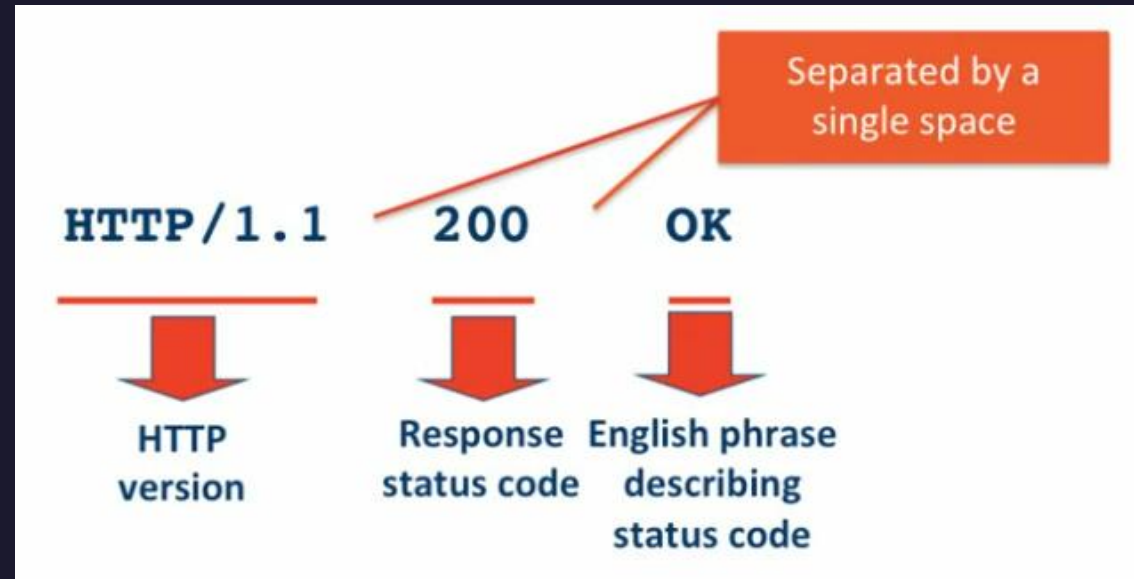 Separated by a
single space
HTTP/1.1 200 OK
HTTP
version
Response
status code
English phrase
describing
status code